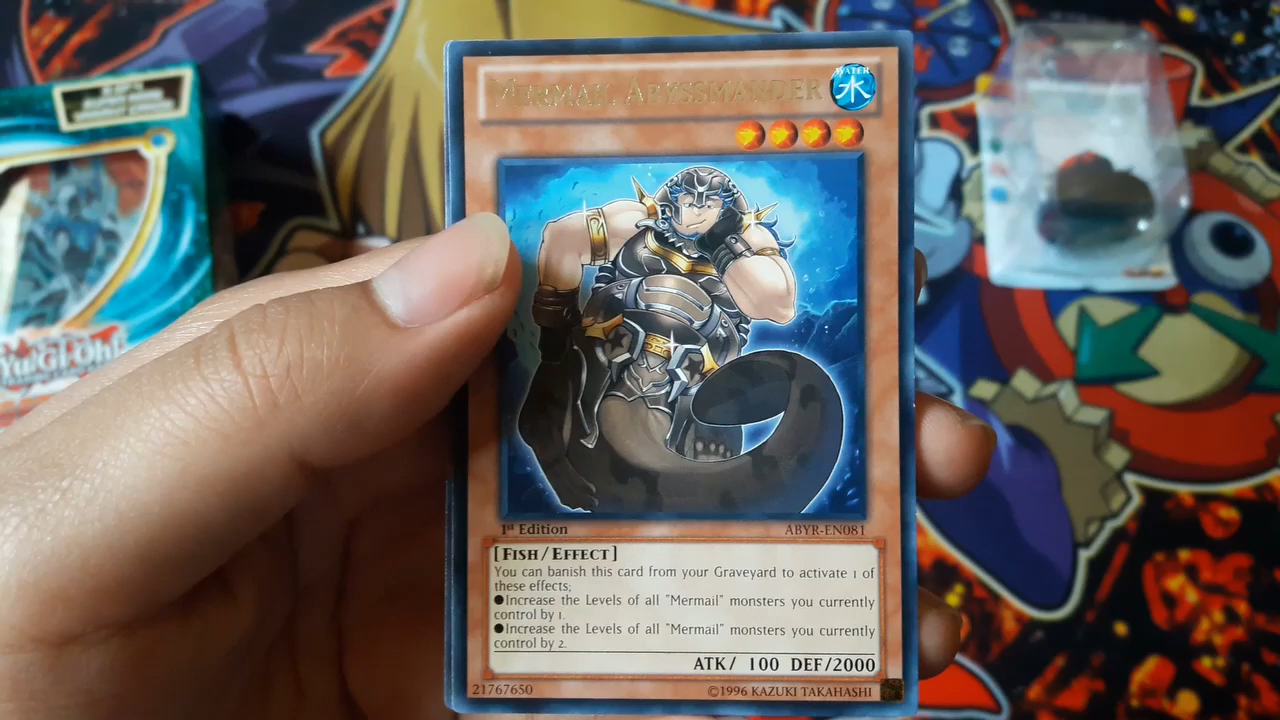 MERMAIL ABYSSMANDER
WATER
水
1st Edition
ABYR-EN081
[FISH/EFFECT]
You can banish this card from your Graveyard to activate 1 of
these effects;
●Increase the Levels of all "Mermail" monsters you currently
control by 1.
●Increase the Levels of all "Mermail" monsters you currently
control by 2.
ATK/ 100 DEF/2000
21767650
©1996 KAZUKI TAKAHASHI
Yu-Gi-Oh!